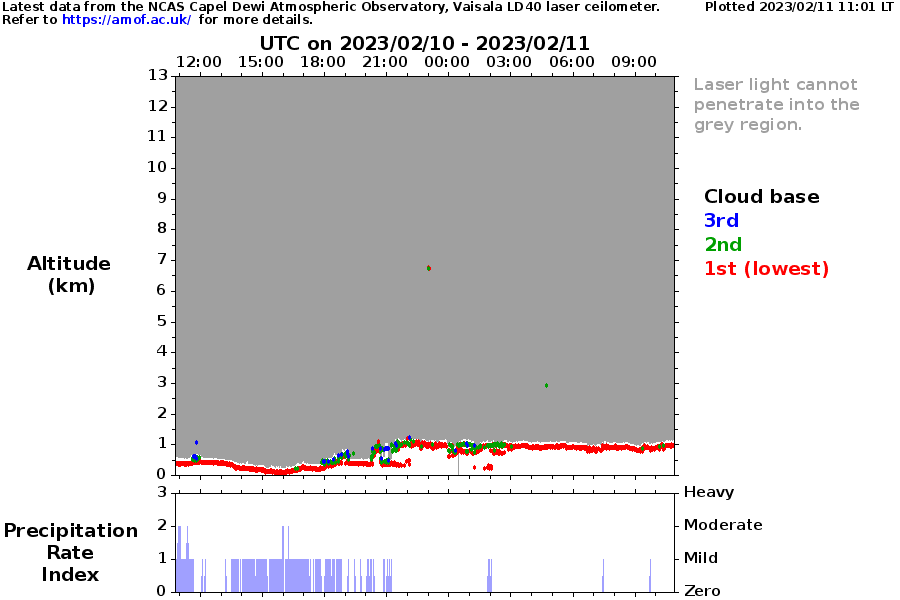 Latest data from the NCAS Capel Dewi Atmospheric Observatory, Vaisala LD40 laser ceilometer.
Plotted 2023/02/11 11:01 LT
Refer to https://amof.ac.uk/ for more details.
UTC on 2023/02/10 - 2023/02/11
12:00 15:00 18:00 21:00 00:00 03:00 06:00 09:00
13
12
11
10
9
8
7
6
5
4
3
2
1
0
Altitude
(km)
Laser light cannot
penetrate into the
grey region.
Cloud base
3rd
2nd
1st (lowest)
3 Heavy
2 Moderate
1 Mild
0 Zero
Precipitation
Rate
Index